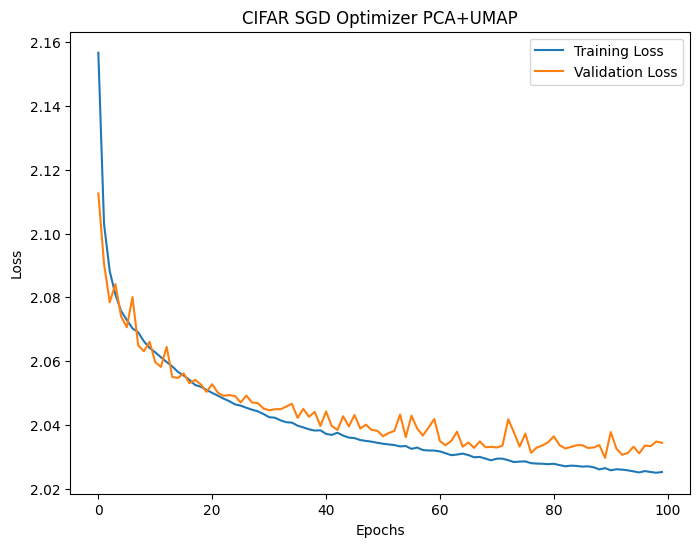 CIFAR SGD Optimizer PCA+UMAP
Training Loss
Validation Loss
2.16
2.14
2.12
2.10
2.08
2.06
2.04
2.02
Loss
0
20
40
60
80
100
Epochs